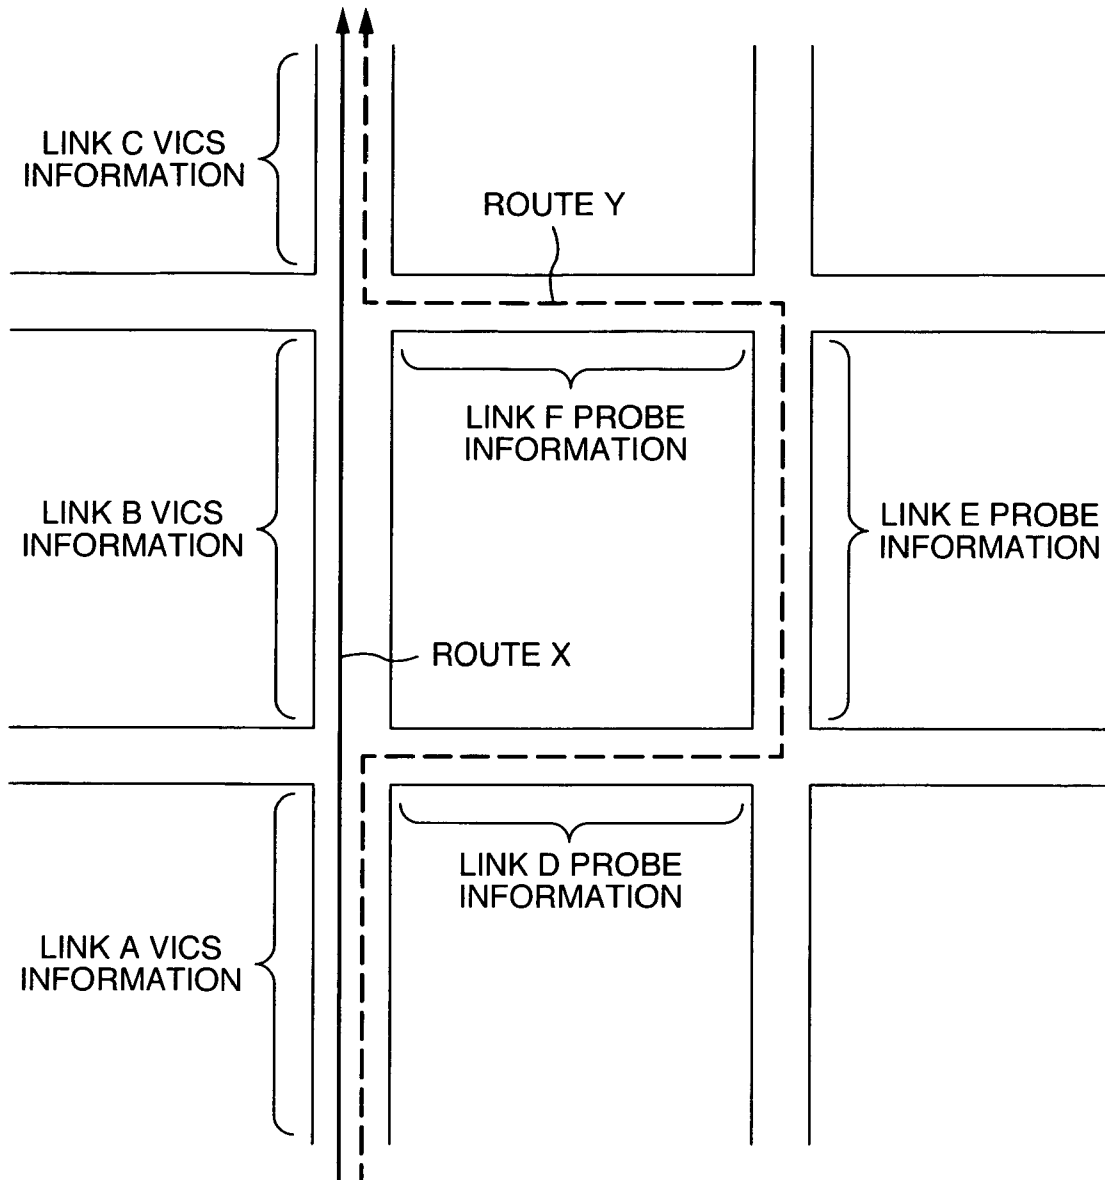 LINK C VICS
INFORMATION
ROUTE Y
LINK F PROBE
INFORMATION
LINK B VICS
INFORMATION
LINK E PROBE
INFORMATION
ROUTE X
LINK D PROBE
INFORMATION
LINK A VICS
INFORMATION